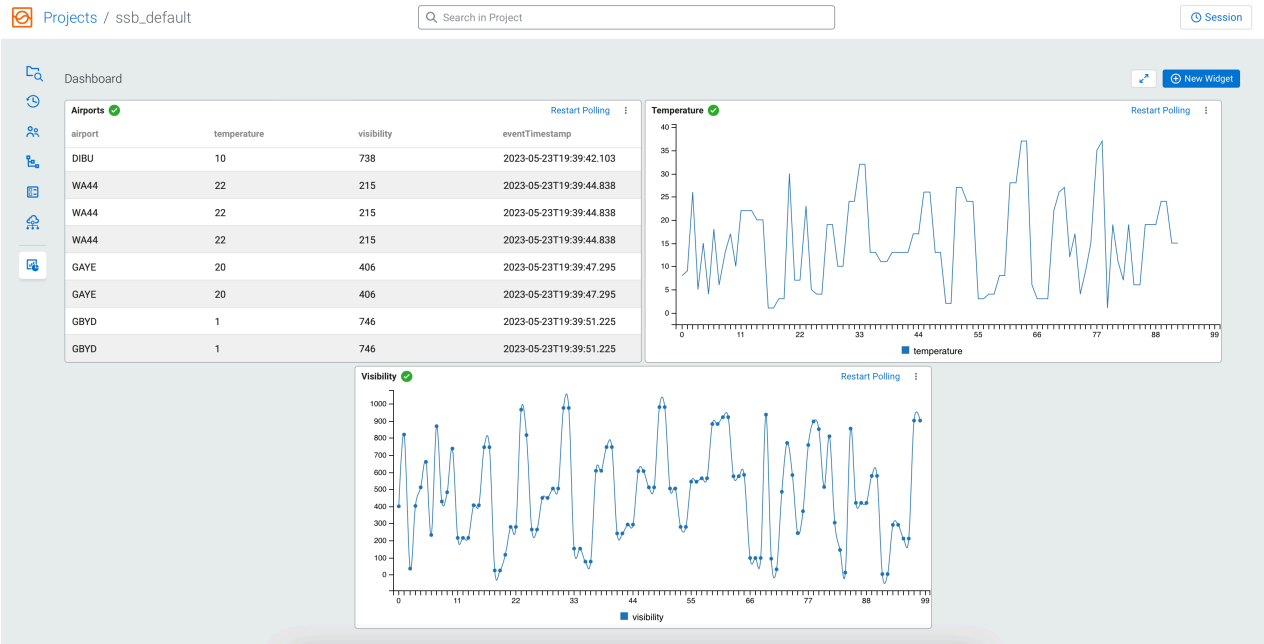 Projects / ssb_default
Search in Project
Session
Dashboard
New Widget
Airports
Restart Polling
airport temperature visibility eventTimestamp
DIBU 10 738 2023-05-23T19:39:42.103
WA44 22 215 2023-05-23T19:39:44.838
WA44 22 215 2023-05-23T19:39:44.838
WA44 22 215 2023-05-23T19:39:44.838
GAYE 20 406 2023-05-23T19:39:47.295
GAYE 20 406 2023-05-23T19:39:47.295
GBYD 1 746 2023-05-23T19:39:51.225
GBYD 1 746 2023-05-23T19:39:51.225
Temperature
Restart Polling
40
35
30
25
20
15
10
5
0
0 11 22 33 44 55 66 77 88 99
temperature
Visibility
Restart Polling
1000
900
800
700
600
500
400
300
200
100
0
0 11 22 33 44 55 66 77 88 99
visibility